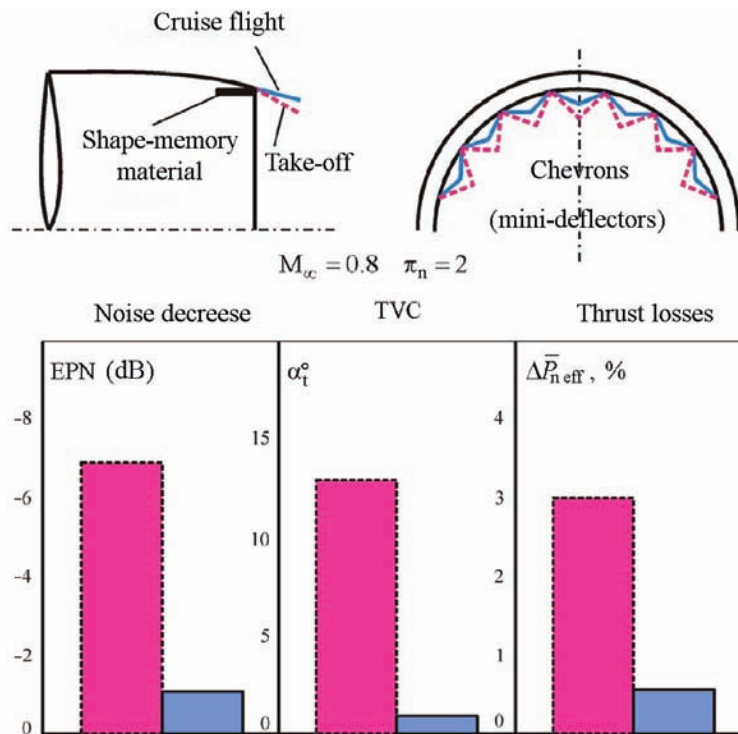 Cruise flight
Shape-memory
material
Take-off
Chevrons
(mini-deflectors)
M∞ = 0.8 πn = 2
Noise decreese
TVC
Thrust losses
EPN (dB)
αt°
ΔP̅n eff , %
–8
–6
–4
–2
0
15
10
5
0
4
3
2
1
0